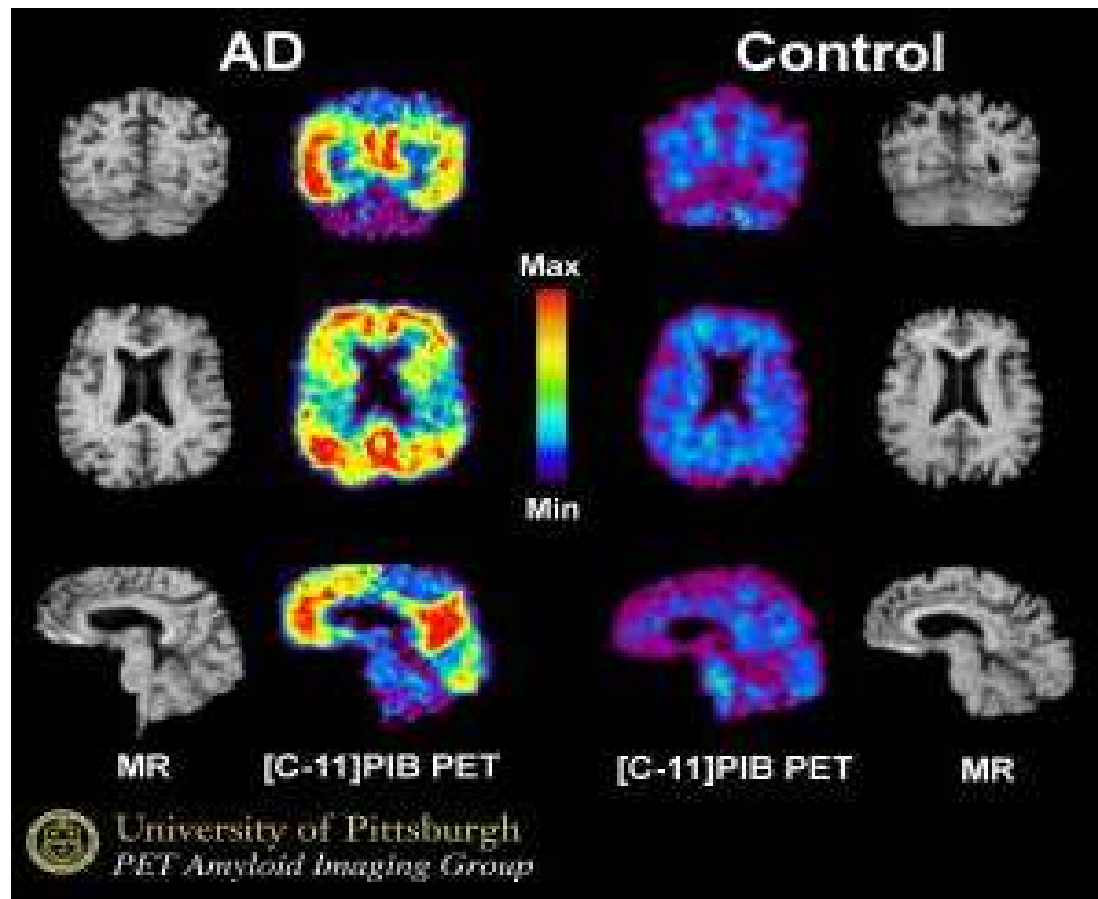 AD
Control
Max
Min
MR
[C-11]PIB PET
[C-11]PIB PET
MR
University of Pittsburgh
PET Amyloid Imaging Group